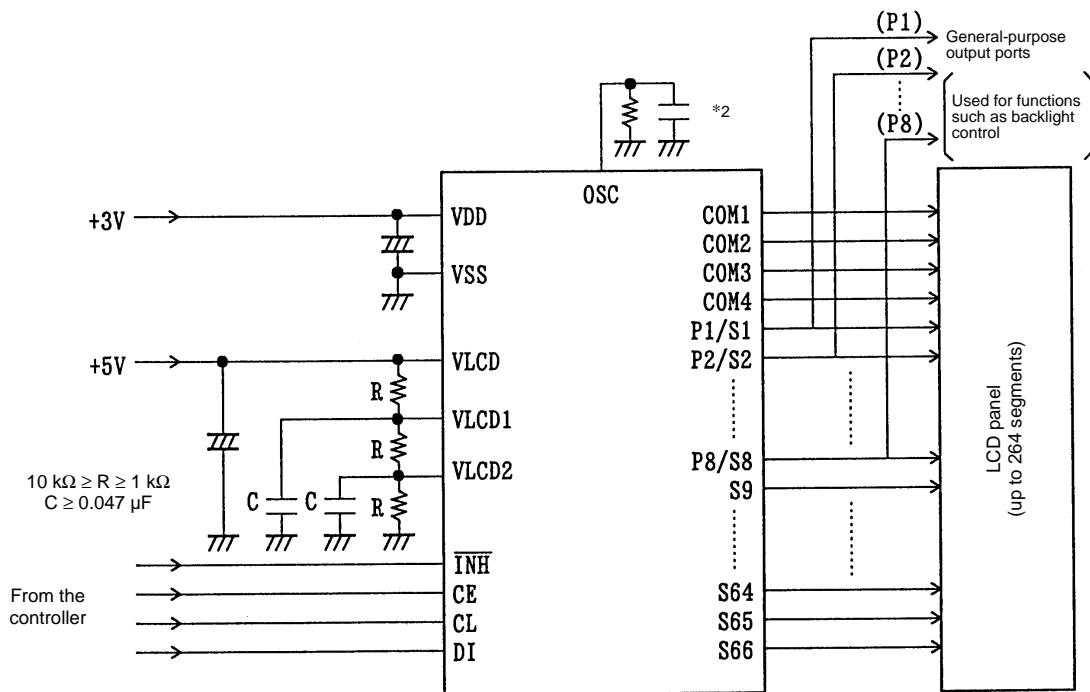 (P1)
General-purpose
output ports
(P2)
Used for functions
such as backlight
control
(P8)
*2
OSC
+3V
VDD
VSS
+5V
VLCD
R
VLCD1
R
VLCD2
R
C
C
10 kΩ ≥ R ≥ 1 kΩ
C ≥ 0.047 µF
INH
From the
controller
CE
CL
DI
COM1
COM2
COM3
COM4
P1/S1
P2/S2
P8/S8
S9
S64
S65
S66
LCD panel
(up to 264 segments)